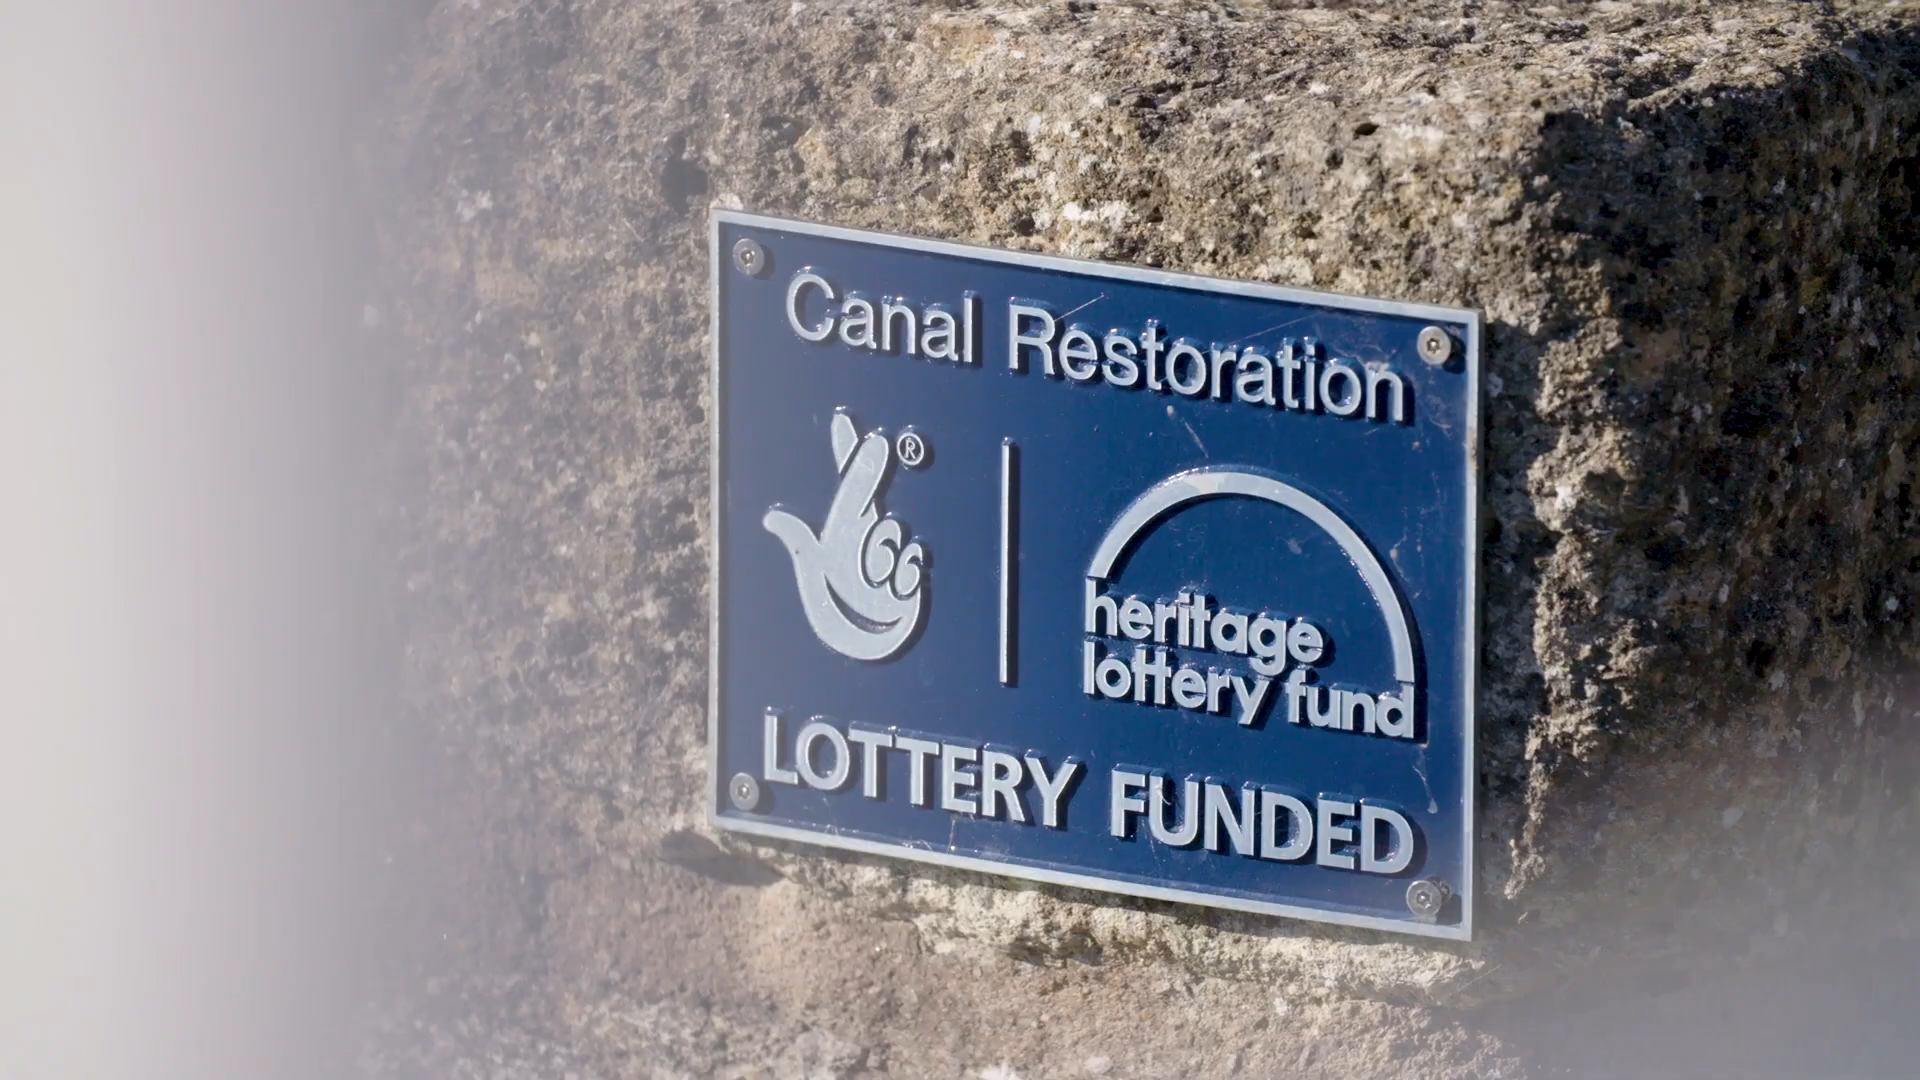 Canal Restoration
®
heritage
lottery fund
LOTTERY FUNDED